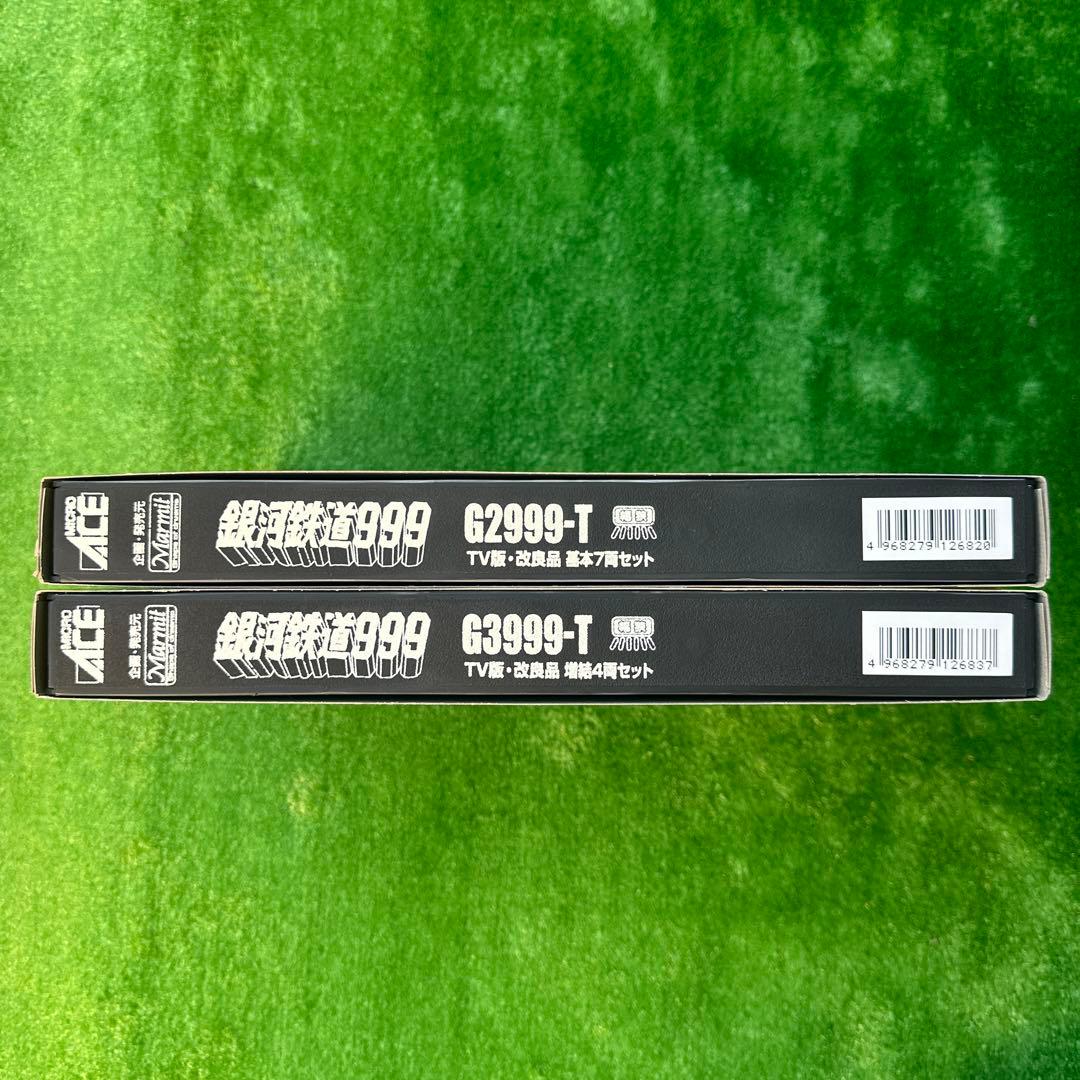 MICRO ACE
企画・発売元
Marmit
Shops of dreams
銀河鉄道999
G2999-T
TV版・改良品 基本7両セット
4 968279 126820
MICRO ACE
企画・発売元
Marmit
銀河鉄道999
G3999-T
TV版・改良品 増結4両セット
4 968279 126837